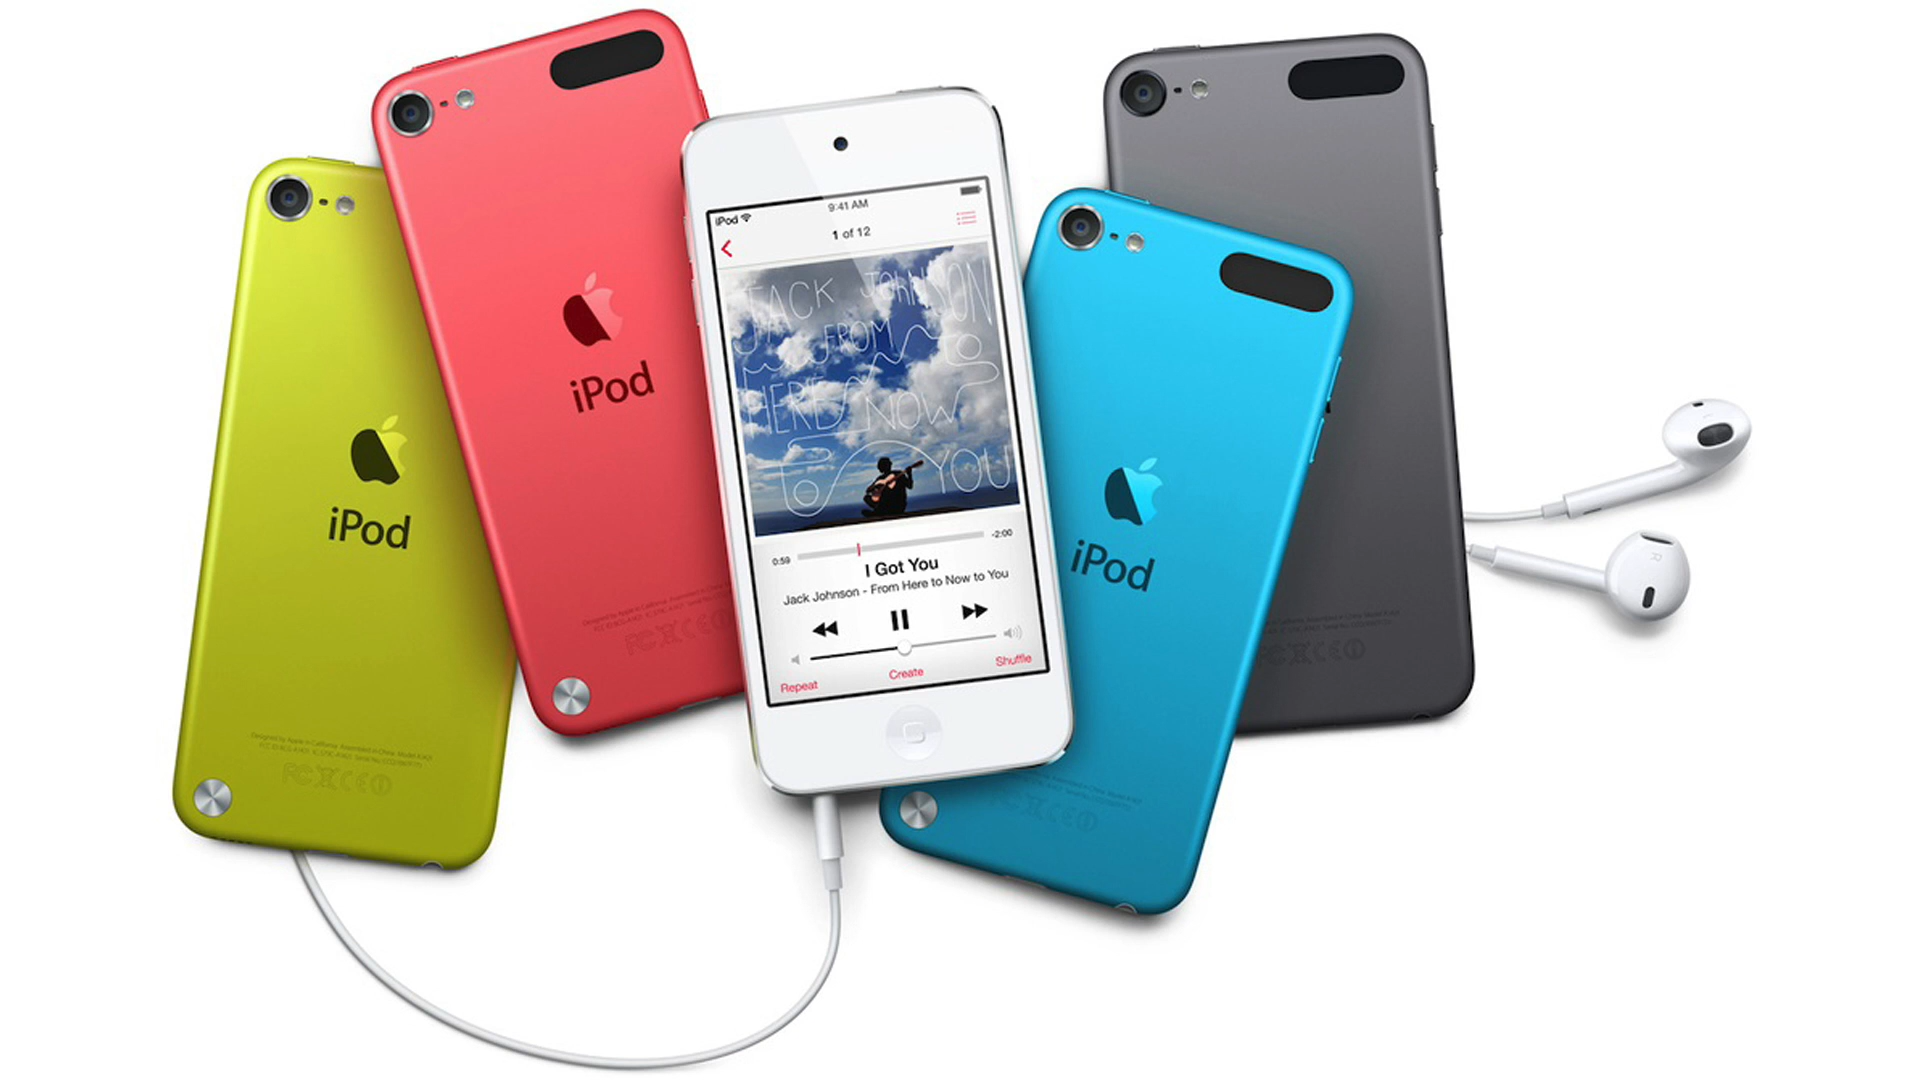 iPod
9:41 AM
1 of 12
JACK JOHNSON
FROM
HERE
NOW
YOU
0:59
-2:00
I Got You
Jack Johnson - From Here to Now to You
Repeat
Create
Shuffle
iPod
iPod
iPod
R